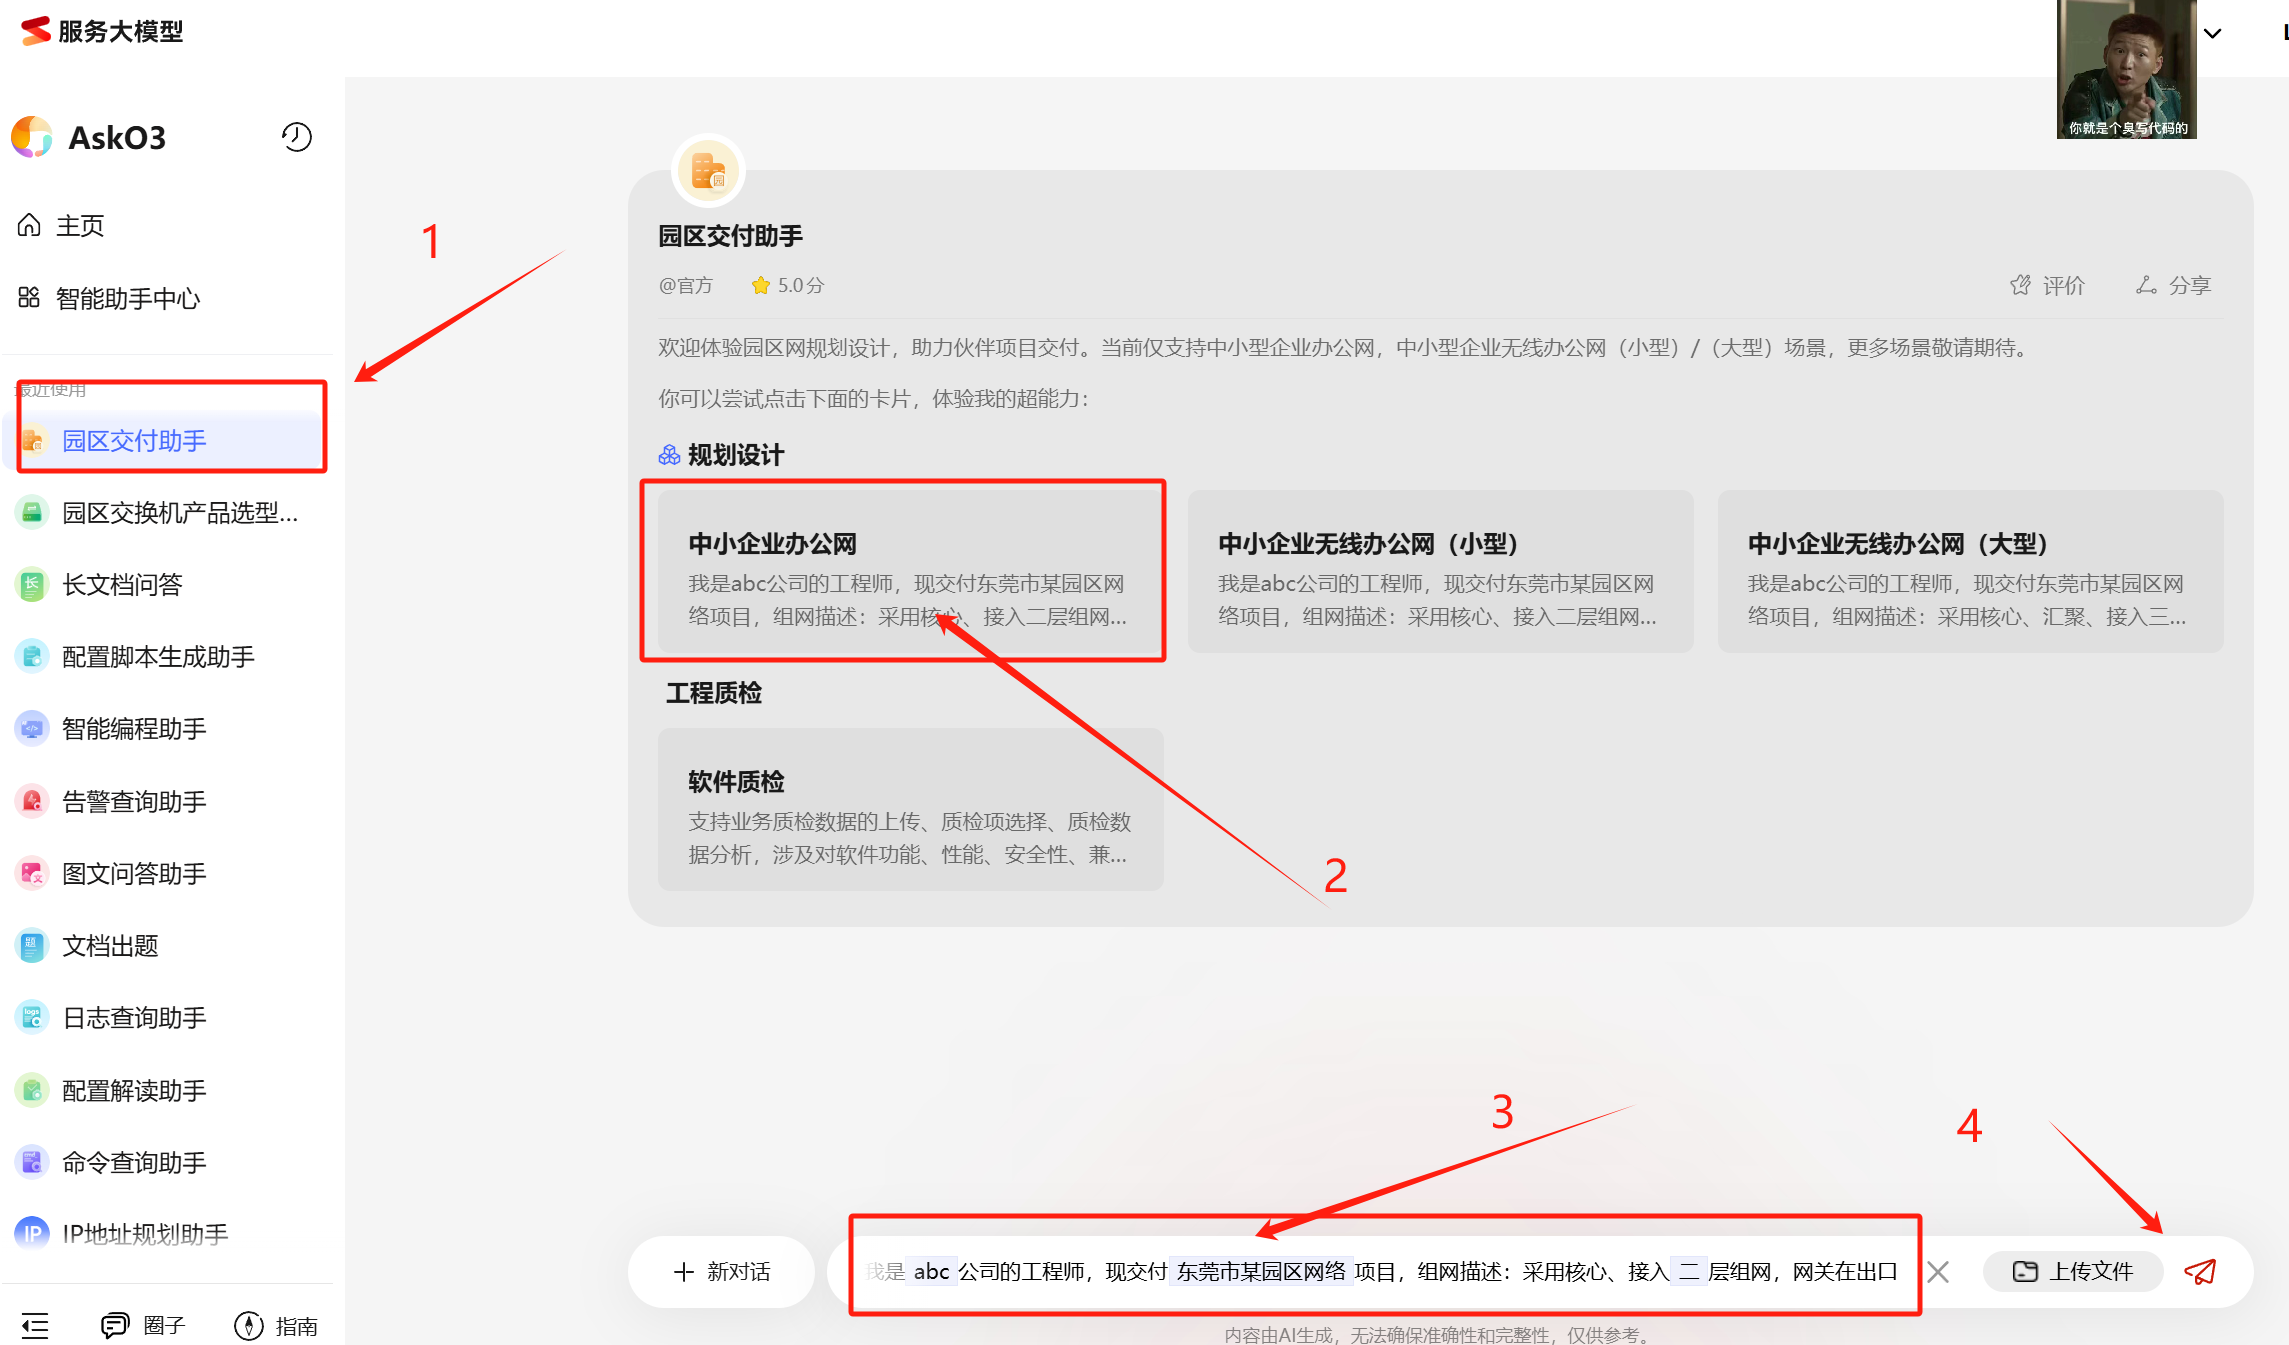 服务大模型
你就是个臭写代码的
AskO3
主页
智能助手中心
最近使用
园区交付助手
园区交换机产品选型...
长文档问答
配置脚本生成助手
智能编程助手
告警查询助手
图文问答助手
文档出题
日志查询助手
配置解读助手
命令查询助手
IP
IP地址规划助手
圈子
指南
1
园区交付助手
@官方
5.0分
评价
分享
欢迎体验园区网规划设计，助力伙伴项目交付。当前仅支持中小型企业办公网，中小型企业无线办公网（小型）/（大型）场景，更多场景敬请期待。
你可以尝试点击下面的卡片，体验我的超能力：
规划设计
中小企业办公网
我是abc公司的工程师，现交付东莞市某园区网
络项目，组网描述：采用核心、接入二层组网...
中小企业无线办公网（小型）
我是abc公司的工程师，现交付东莞市某园区网
络项目，组网描述：采用核心、接入二层组网...
中小企业无线办公网（大型）
我是abc公司的工程师，现交付东莞市某园区网
络项目，组网描述：采用核心、汇聚、接入三...
工程质检
软件质检
支持业务质检数据的上传、质检项选择、质检数
据分析，涉及对软件功能、性能、安全性、兼...
2
3
4
新对话
我是 abc 公司的工程师，现交付 东莞市某园区网络 项目，组网描述：采用核心、接入 二 层组网，网关在出口
上传文件
内容由AI生成，无法确保准确性和完整性，仅供参考。